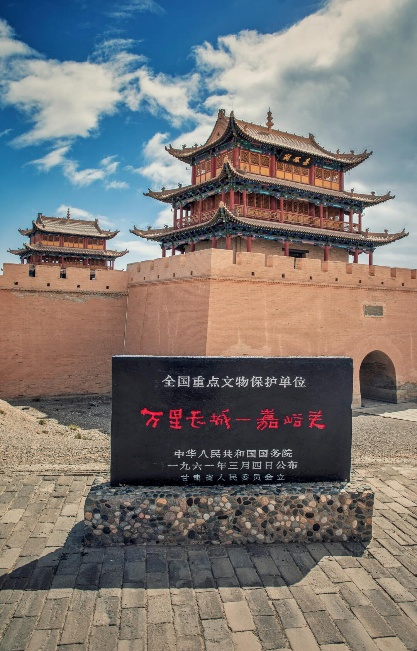 全国重点文物保护单位
万里长城—嘉峪关
中华人民共和国国务院
一九六一年三月四日公布
甘肃省人民委员会立